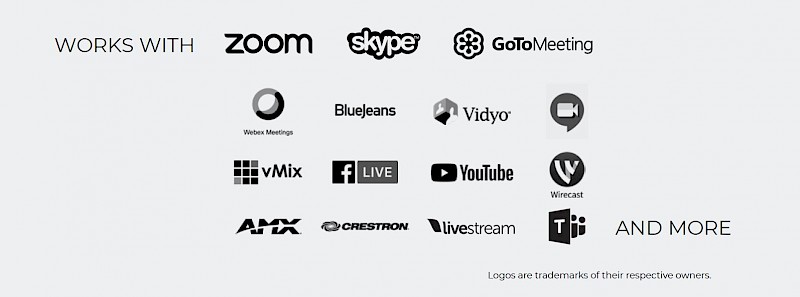 WORKS WITH zoom skype™ GoToMeeting
Webex Meetings BlueJeans Vidyo®
vMix f LIVE YouTube Wirecast
AMX CRESTRON livestream T AND MORE
Logos are trademarks of their respective owners.